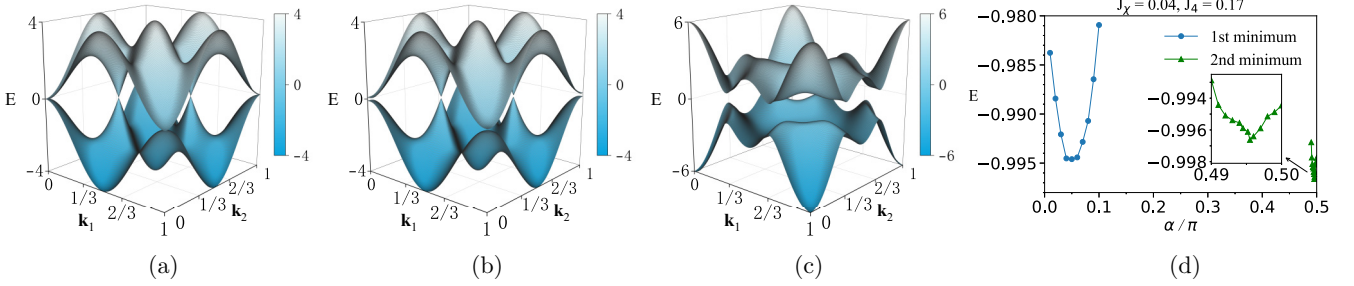 (a)
4
E
0
−4
0
1/3
2/3
1
k1
0
1/3
2/3
1
k2
4
0
−4
(b)
4
E
0
−4
0
1/3
2/3
1
k1
0
1/3
2/3
1
k2
4
0
−4
(c)
6
E
0
−6
0
1/3
2/3
1
k1
0
1/3
2/3
1
k2
6
0
−6
(d)
Jχ = 0.04, J4 = 0.17
−0.980
−0.985
E
−0.990
−0.995
1st minimum
2nd minimum
−0.994
−0.996
−0.998
0.49 0.50
0.0 0.1 0.2 0.3 0.4 0.5
α/π